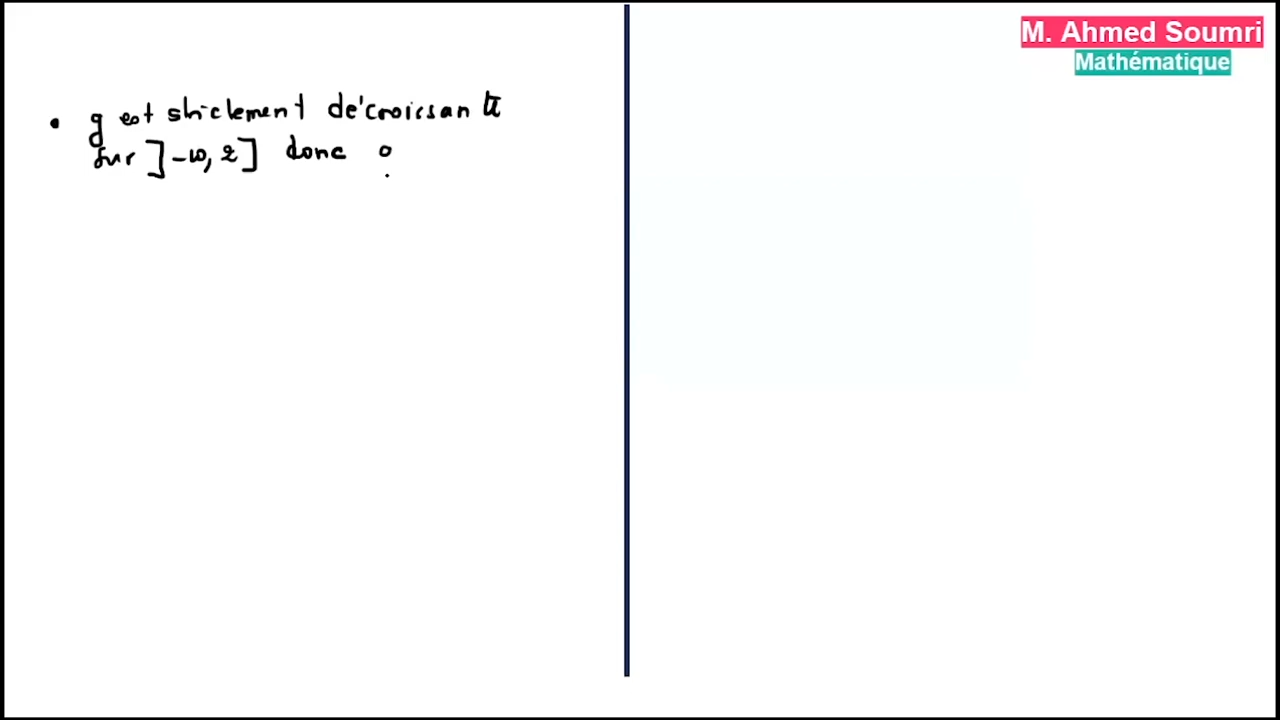 M. Ahmed Soumri
Mathématique
• g est strictement décroissante
sur ]-∞, 2] donc